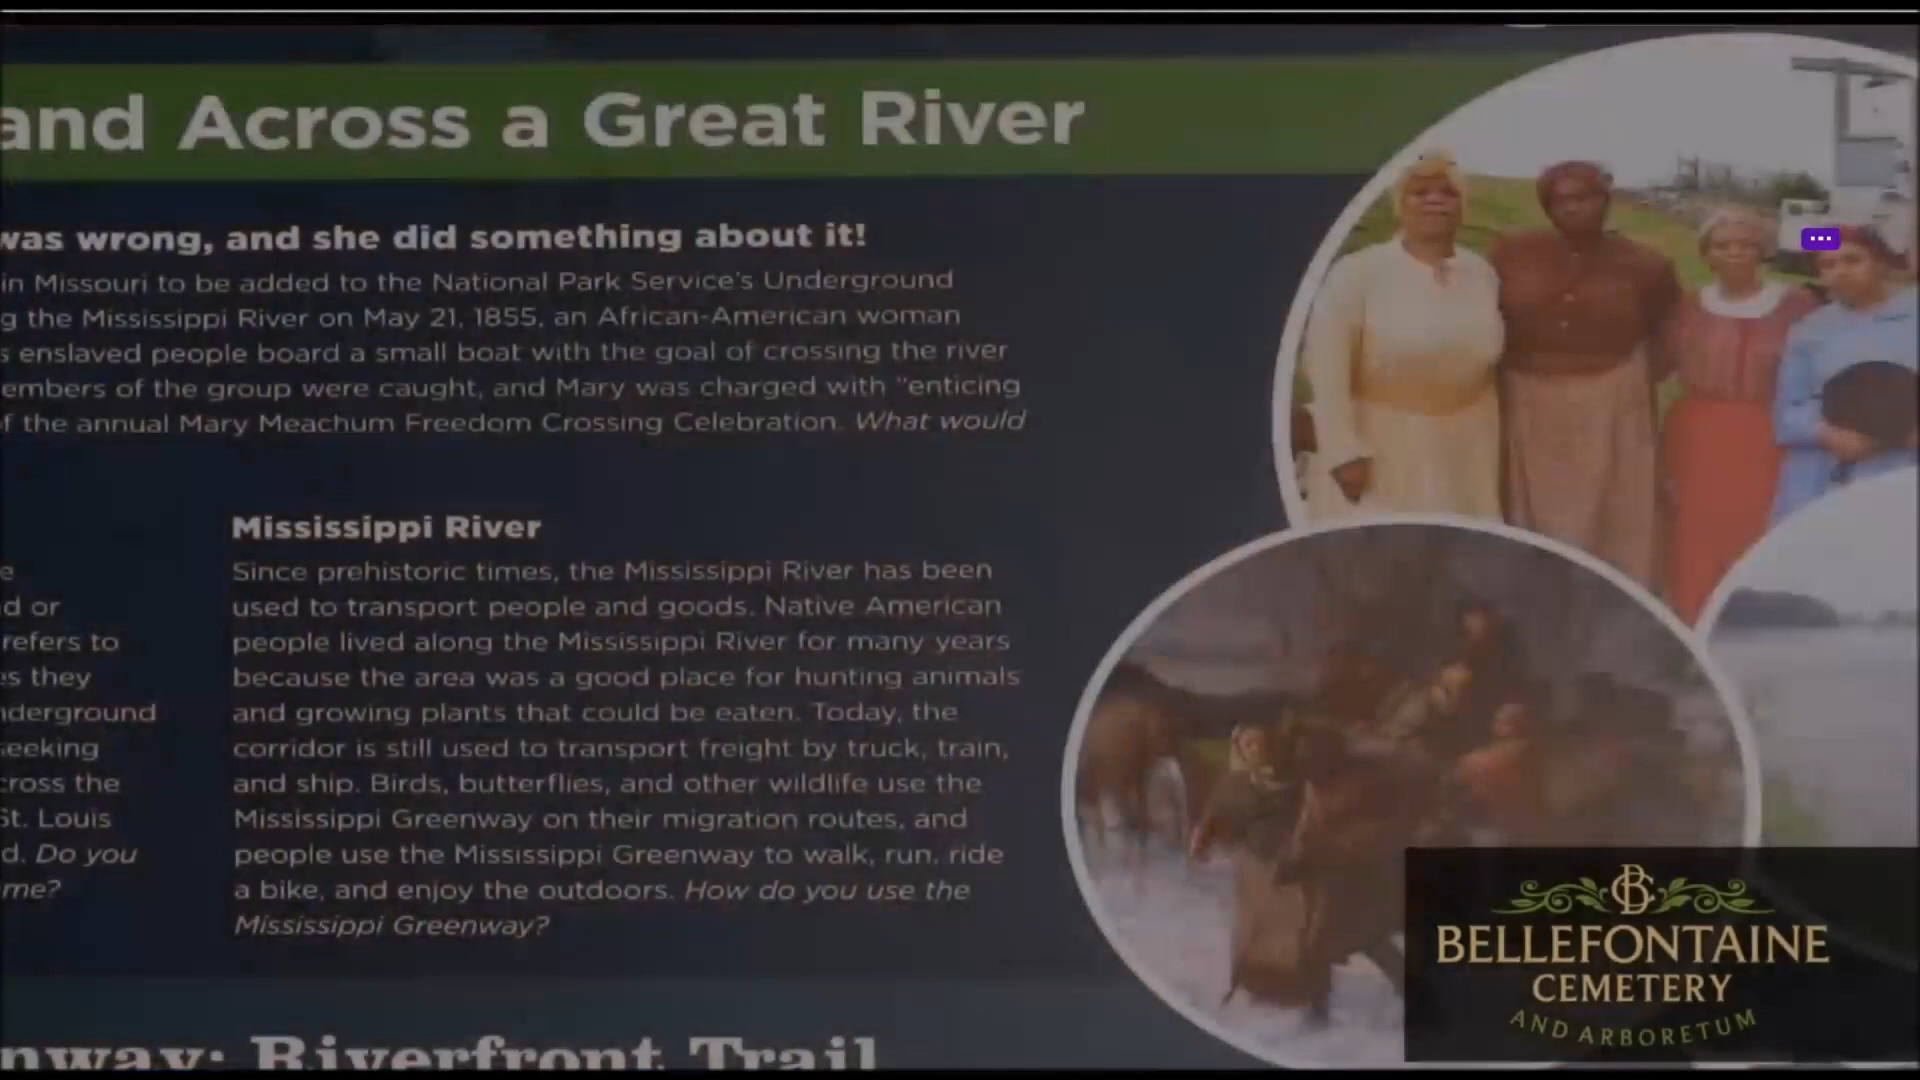 and Across a Great River
was wrong, and she did something about it!
in Missouri to be added to the National Park Service's Underground
g the Mississippi River on May 21, 1855, an African-American woman
s enslaved people board a small boat with the goal of crossing the river
embers of the group were caught, and Mary was charged with "enticing
f the annual Mary Meachum Freedom Crossing Celebration. What would
e
d or
refers to
es they
nderground
seeking
cross the
St. Louis
d. Do you
me?
Mississippi River
Since prehistoric times, the Mississippi River has been
used to transport people and goods. Native American
people lived along the Mississippi River for many years
because the area was a good place for hunting animals
and growing plants that could be eaten. Today, the
corridor is still used to transport freight by truck, train,
and ship. Birds, butterflies, and other wildlife use the
Mississippi Greenway on their migration routes, and
people use the Mississippi Greenway to walk, run, ride
a bike, and enjoy the outdoors. How do you use the
Mississippi Greenway?
nway: Riverfront Trail
BELLEFONTAINE
CEMETERY
AND ARBORETUM